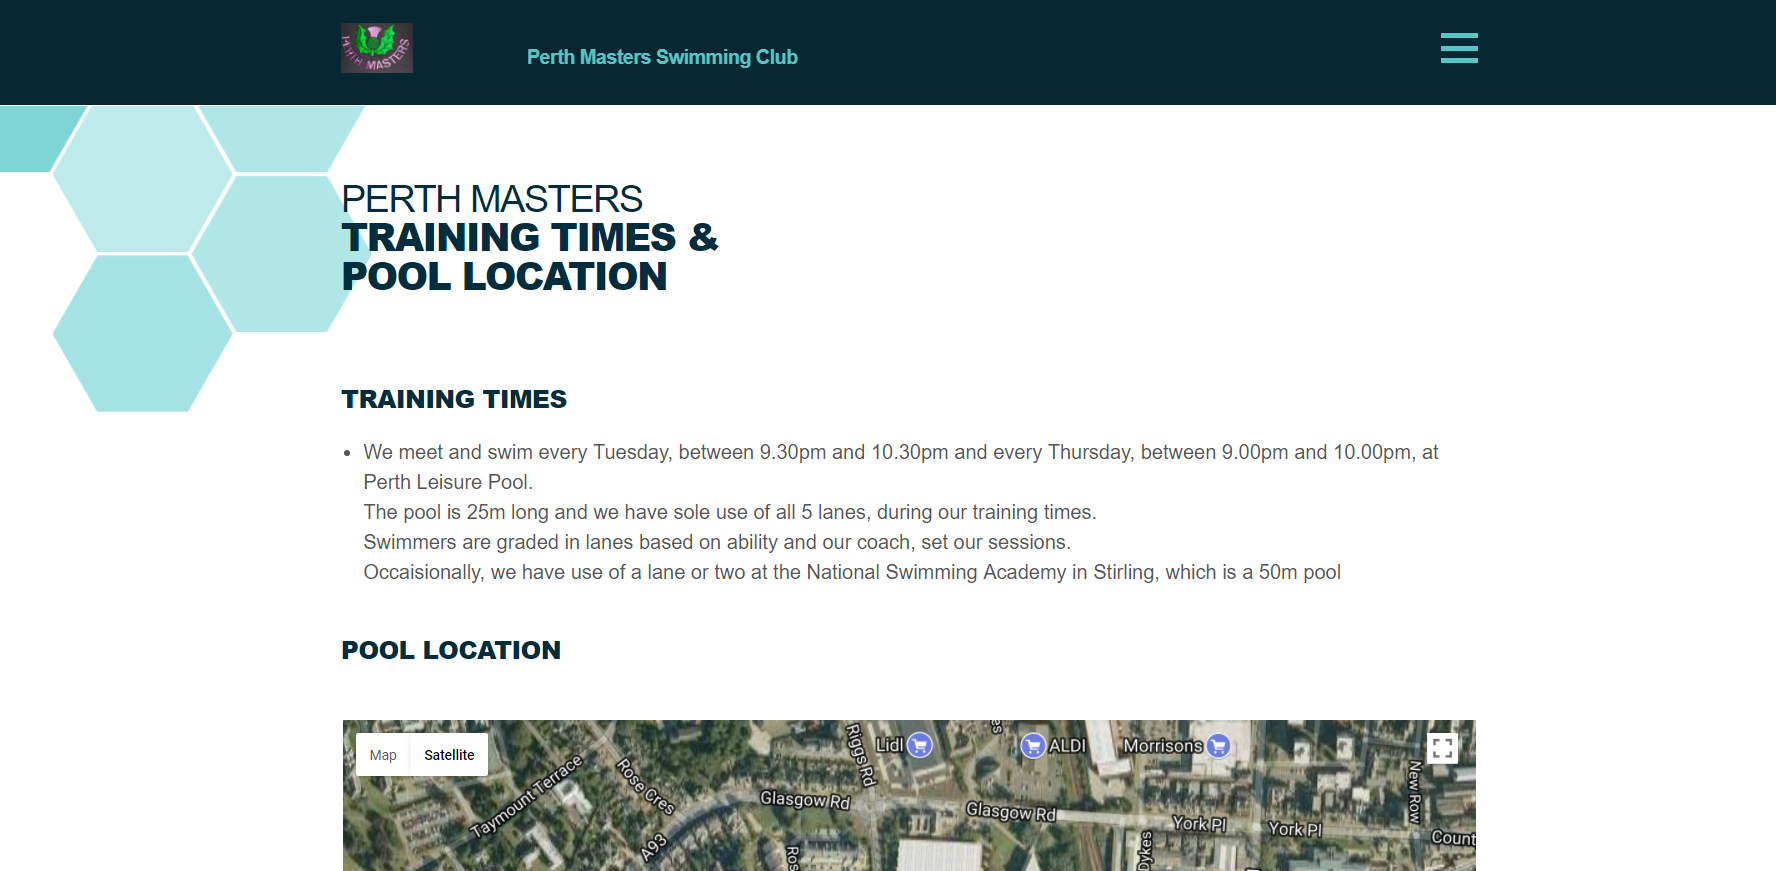 PERTH MASTERS
Perth Masters Swimming Club
PERTH MASTERS
TRAINING TIMES &
POOL LOCATION
TRAINING TIMES
We meet and swim every Tuesday, between 9.30pm and 10.30pm and every Thursday, between 9.00pm and 10.00pm, at
Perth Leisure Pool.
The pool is 25m long and we have sole use of all 5 lanes, during our training times.
Swimmers are graded in lanes based on ability and our coach, set our sessions.
Occaisionally, we have use of a lane or two at the National Swimming Academy in Stirling, which is a 50m pool
POOL LOCATION
Map
Satellite
Taymount Terrace
Rose Cres
A93
Riggs Rd
Lidl
ALDI
Morrisons
Glasgow Rd
Glasgow Rd
York Pl
York Pl
New Row
Count
Dykes
Ros
es